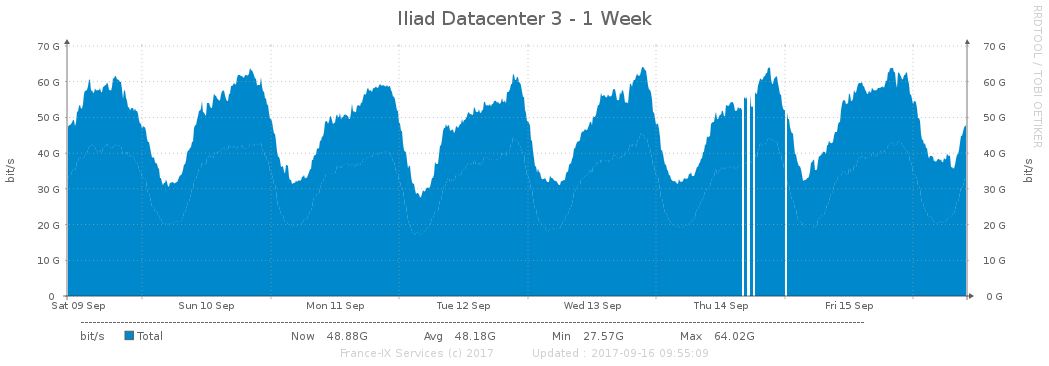 Iliad Datacenter 3 - 1 Week
RRDTOOL / TOBI OETIKER
70 G 70 G
60 G 60 G
50 G 50 G
40 G 40 G
bit/s bit/s
30 G 30 G
20 G 20 G
10 G 10 G
0 0 G
Sat 09 Sep Sun 10 Sep Mon 11 Sep Tue 12 Sep Wed 13 Sep Thu 14 Sep Fri 15 Sep
bit/s Total Now 48.88G Avg 48.18G Min 27.57G Max 64.02G
France-IX Services (c) 2017 Updated : 2017-09-16 09:55:09